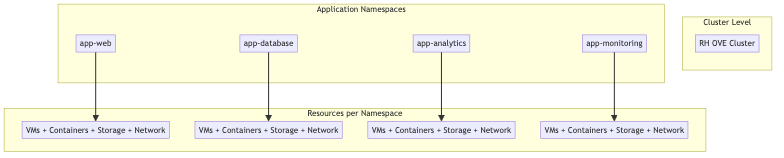 Application Namespaces
app-web
app-database
app-analytics
app-monitoring
Cluster Level
RH OVE Cluster
Resources per Namespace
VMs + Containers + Storage + Network
VMs + Containers + Storage + Network
VMs + Containers + Storage + Network
VMs + Containers + Storage + Network